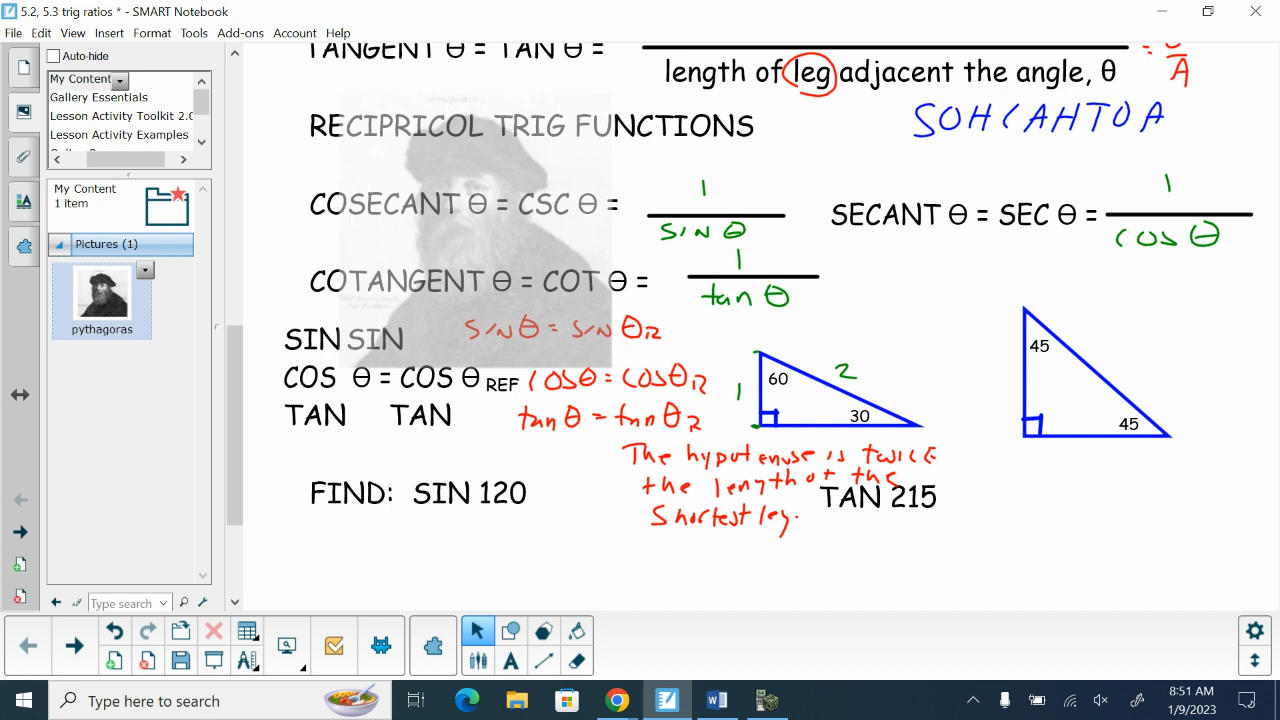 5.2, 5.3 trig ratios * - SMART Notebook
File Edit View Insert Format Tools Add-ons Account Help
Auto-hide
My Content
Gallery Essentials
Lesson Activity Toolkit 2.0
Lesson Activity Examples
My Content
1 item
Pictures (1)
pythagoras
Type search
TANGENT θ = TAN θ =
length of leg adjacent the angle, θ
= O/A
RECIPRICOL TRIG FUNCTIONS
SOHCAHTOA
COSECANT θ = CSC θ = 1/sin θ
SECANT θ = SEC θ = 1/cos θ
COTANGENT θ = COT θ = 1/tan θ
SIN SIN
sin θ = sin θR
COS θ = COS θ REF
cos θ = cos θR
TAN TAN
tan θ = tan θR
1 60 2 30
45 45
The hypotenuse is twice
the length of the
shortest leg.
FIND: SIN 120
TAN 215
Type here to search
8:51 AM
1/9/2023